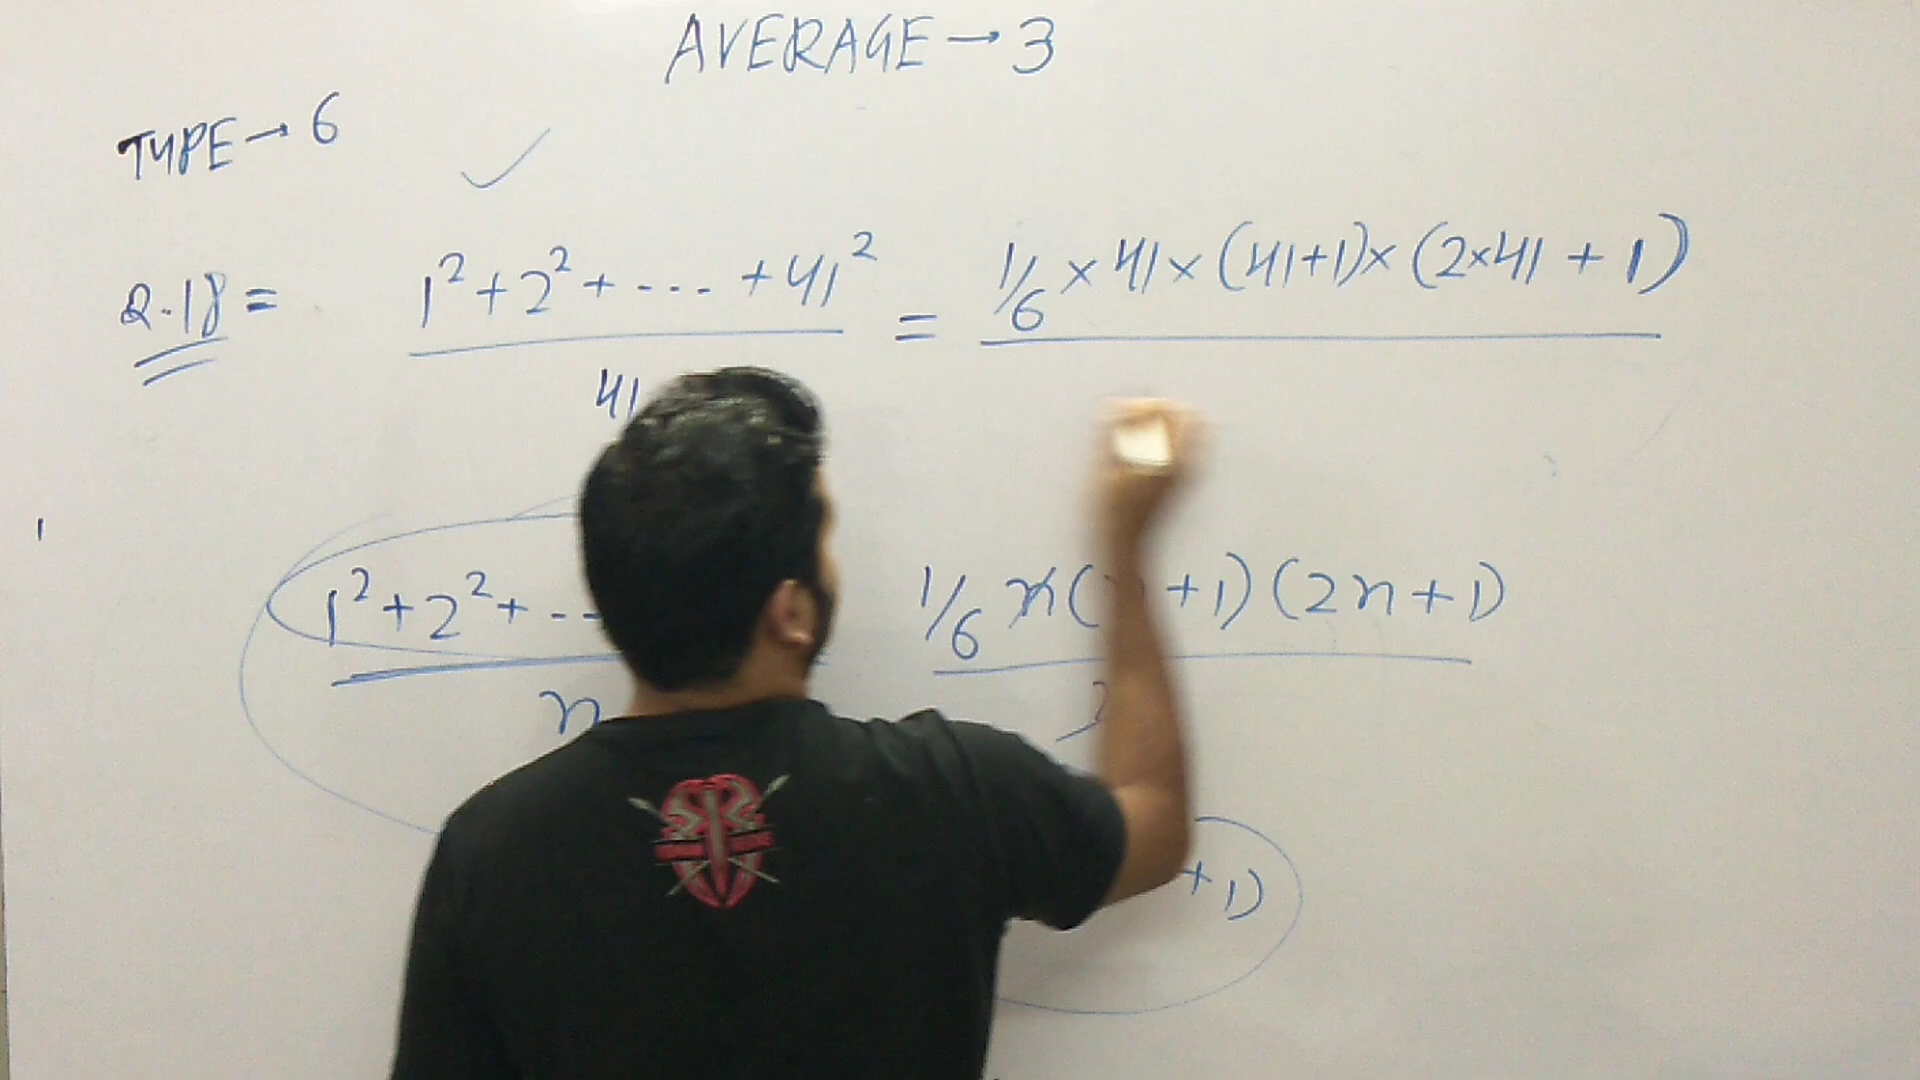 AVERAGE → 3
TYPE → 6
Q.18 = 1² + 2² + - - - + 41² = 1/6 × 41 × (41+1) × (2×41 + 1)
41
1² + 2² + - - 1/6 n( +1) (2n+1)
n
+ 1)